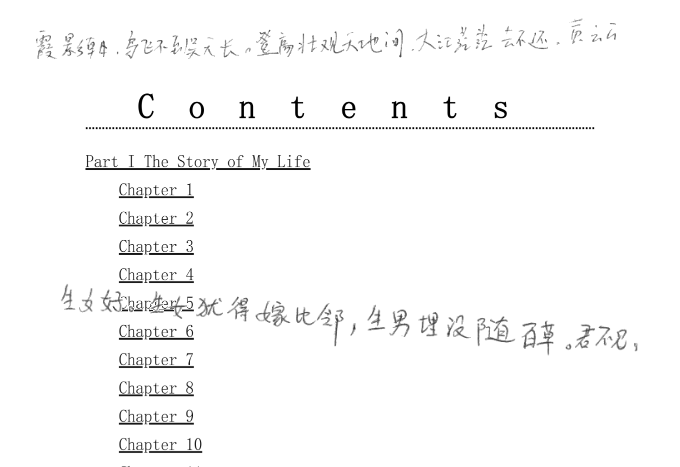 霞 鸟飞不到吴天长。登高壮观天地间,大江茫茫去不还,黄云
Contents
Part I The Story of My Life
Chapter 1
Chapter 2
Chapter 3
Chapter 4
Chapter 5
生女好。生女犹得嫁比邻,生男埋没随百草。君不见,
Chapter 6
Chapter 7
Chapter 8
Chapter 9
Chapter 10